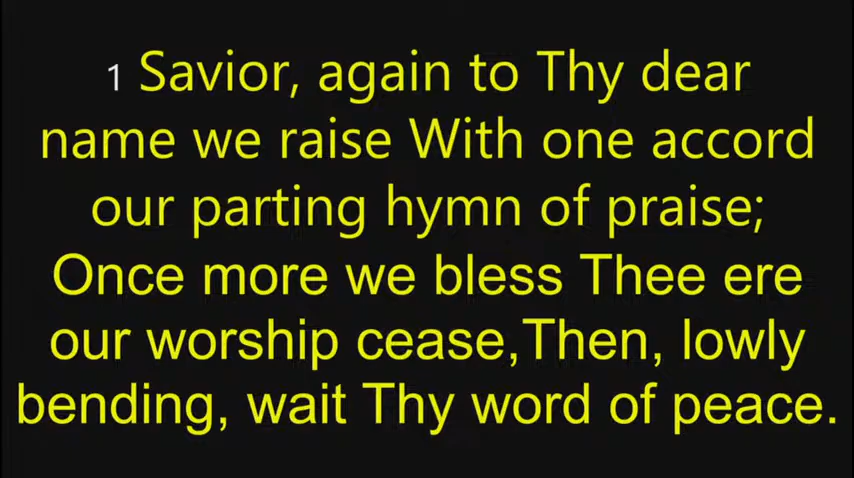 1 Savior, again to Thy dear
name we raise With one accord
our parting hymn of praise;
Once more we bless Thee ere
our worship cease,Then, lowly
bending, wait Thy word of peace.